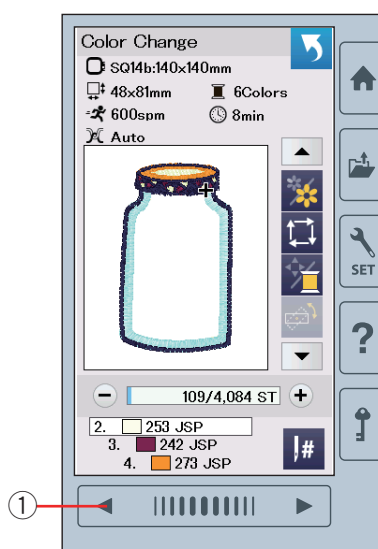 Color Change
SQ14b:140x140mm
48x81mm 6Colors
600spm 8min
Auto
SET
?
− 109/4,084 ST +
2. 253 JSP
3. 242 JSP
4. 273 JSP
#
1